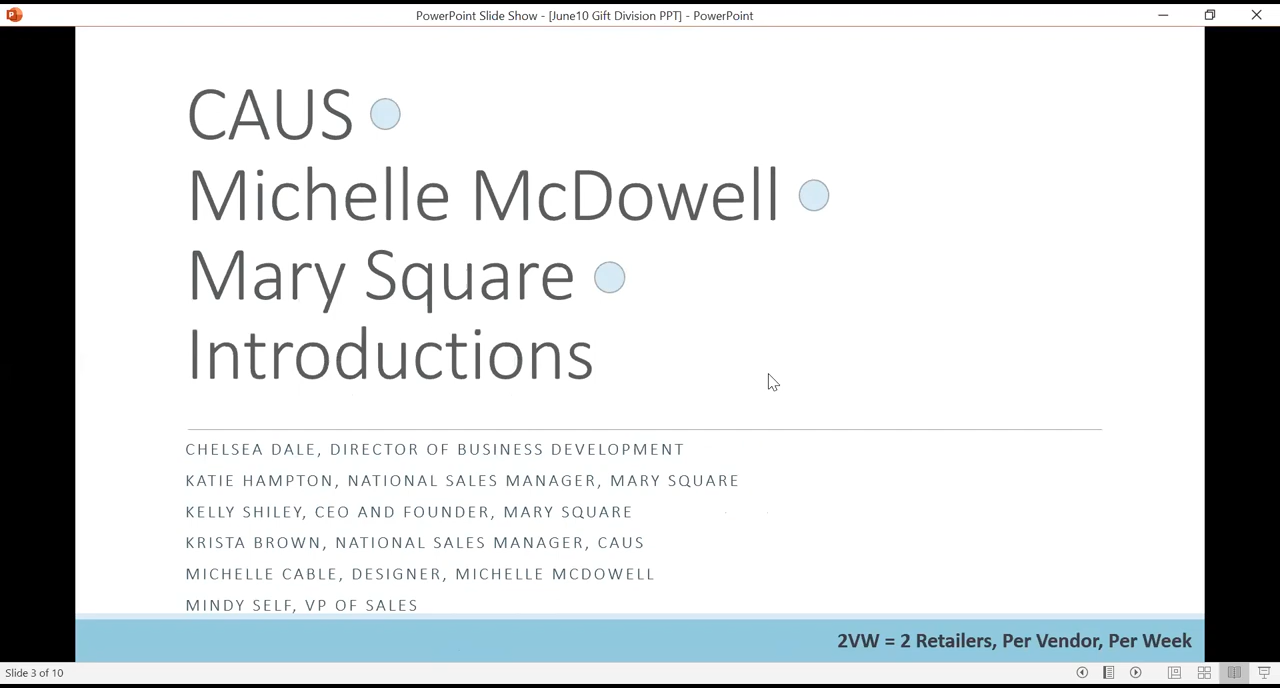 PowerPoint Slide Show - [June10 Gift Division PPT] - PowerPoint
CAUS
Michelle McDowell
Mary Square
Introductions
CHELSEA DALE, DIRECTOR OF BUSINESS DEVELOPMENT
KATIE HAMPTON, NATIONAL SALES MANAGER, MARY SQUARE
KELLY SHILEY, CEO AND FOUNDER, MARY SQUARE
KRISTA BROWN, NATIONAL SALES MANAGER, CAUS
MICHELLE CABLE, DESIGNER, MICHELLE MCDOWELL
MINDY SELF, VP OF SALES
2VW = 2 Retailers, Per Vendor, Per Week
Slide 3 of 10